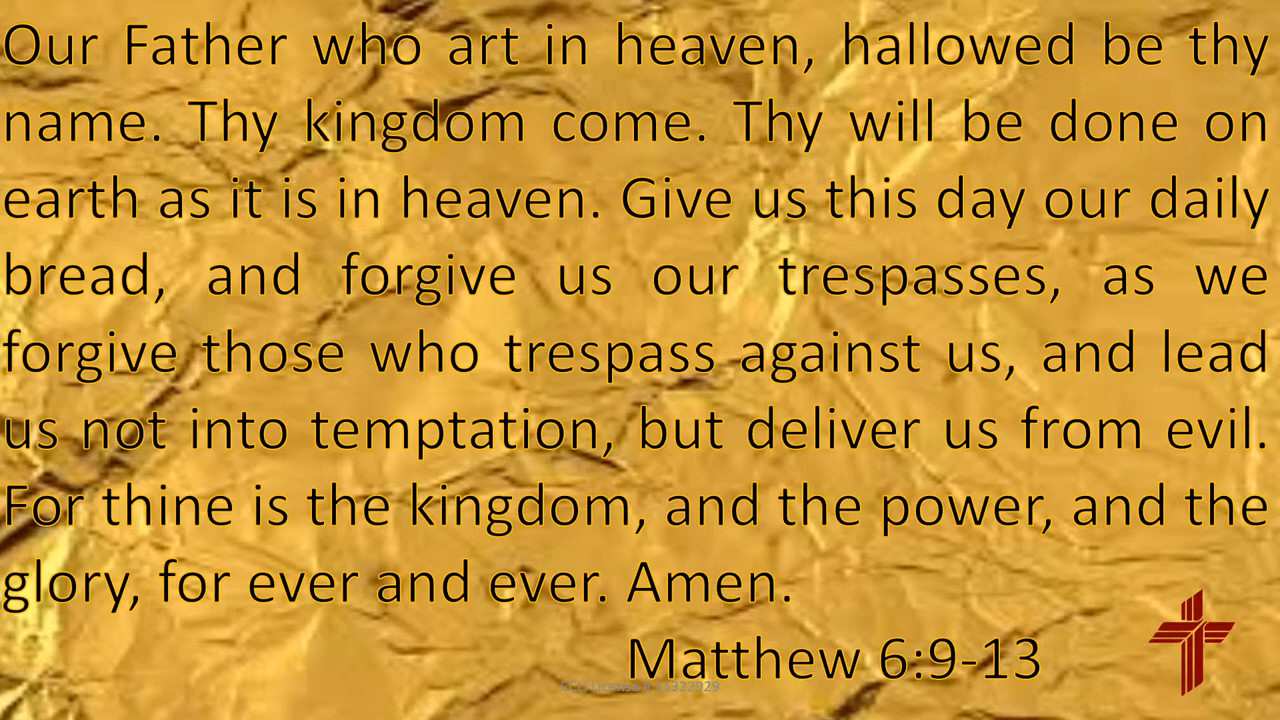 Our Father who art in heaven, hallowed be thy
name. Thy kingdom come. Thy will be done on
earth as it is in heaven. Give us this day our daily
bread, and forgive us our trespasses, as we
forgive those who trespass against us, and lead
us not into temptation, but deliver us from evil.
For thine is the kingdom, and the power, and the
glory, for ever and ever. Amen.
Matthew 6:9-13